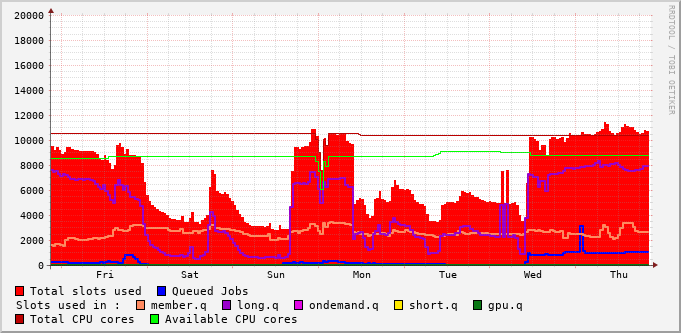 20000
18000
16000
14000
12000
10000
8000
6000
4000
2000
0
Fri Sat Sun Mon Tue Wed Thu
RRDTOOL / TOBI OETIKER
Total slots used Queued Jobs
Slots used in : member.q long.q ondemand.q short.q gpu.q
Total CPU cores Available CPU cores